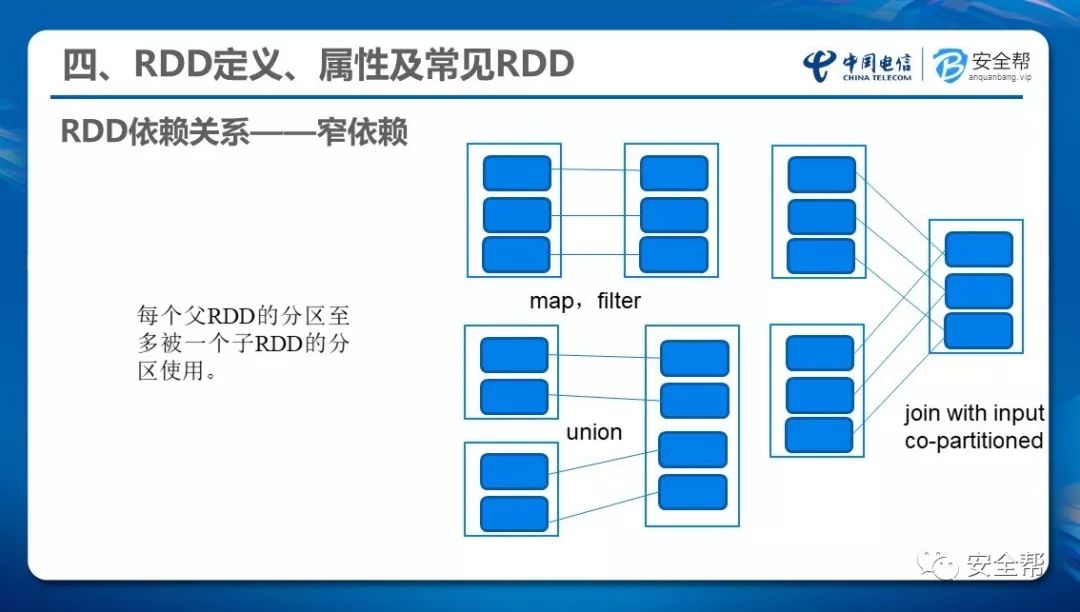 四、RDD定义、属性及常见RDD
中国电信
CHINA TELECOM
安全帮
anquanbang.vip
RDD依赖关系——窄依赖
每个父RDD的分区至
多被一个子RDD的分
区使用。
map，filter
union
join with input
co-partitioned
安全帮